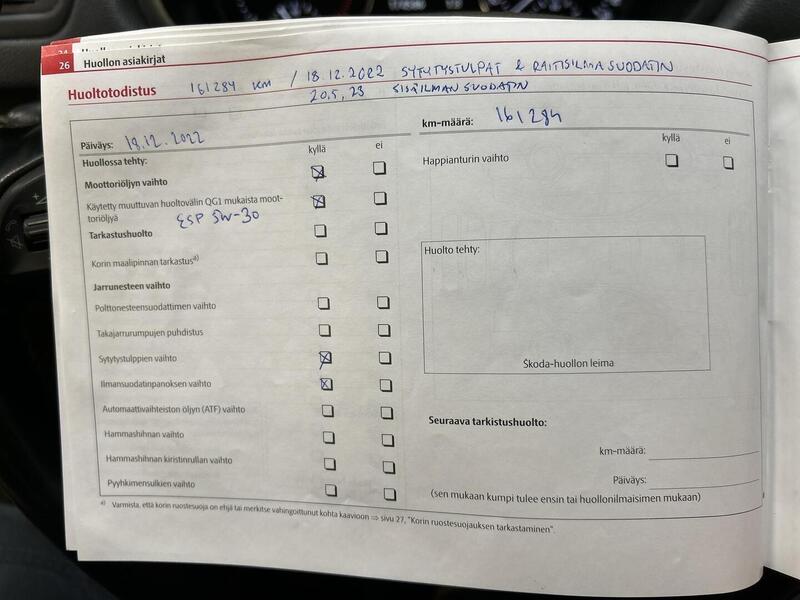 26 Huollon asiakirjat
Huoltotodistus 161284 KM / 18.12.2022 SYTYTYSTULPAT & RAITISILMA SUODATIN
20.5,23 SISÄILMAN SUODATIN
Päiväys: 18.12.2022
Huollossa tehty: kyllä ei
Moottoriöljyn vaihto
Käytetty muuttuvan huoltovälin QG1 mukaista moot-
toriöljyä ESP 5W-30
Tarkastushuolto
Korin maalipinnan tarkastus a)
Jarrunesteen vaihto
Polttonesteensuodattimen vaihto
Takajarrurumpujen puhdistus
Sytytystulppien vaihto
Ilmansuodatinpanoksen vaihto
Automaattivaihteiston öljyn (ATF) vaihto
Hammashihnan vaihto
Hammashihnan kiristinrullan vaihto
Pyyhkimensulkien vaihto
km-määrä: 161284
kyllä ei
Happianturin vaihto
Huolto tehty:
Škoda-huollon leima
Seuraava tarkistushuolto:
km-määrä:
Päiväys:
(sen mukaan kumpi tulee ensin tai huollonilmaisimen mukaan)
a) Varmista, että korin ruostesuoja on ehjä tai merkitse vahingoittunut kohta kaavioon ⇒ sivu 27, "Korin ruostesuojauksen tarkastaminen".